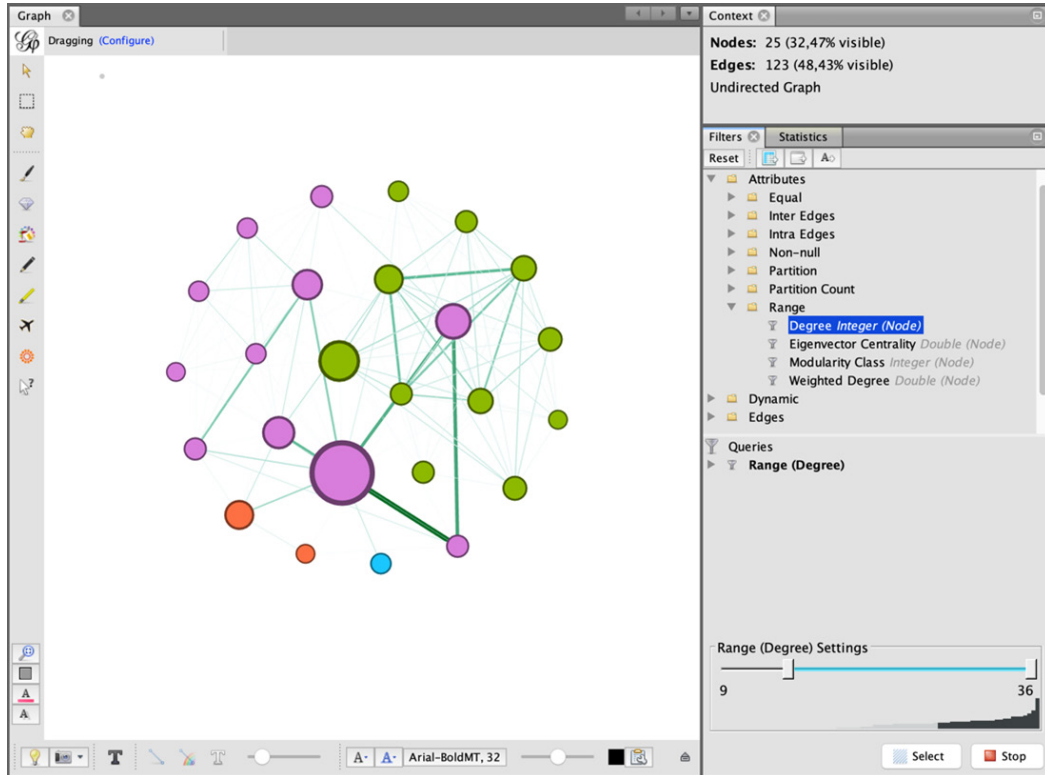 Graph
Dragging (Configure)
Context
Nodes: 25 (32,47% visible)
Edges: 123 (48,43% visible)
Undirected Graph
Filters Statistics
Reset
Attributes
Equal
Inter Edges
Intra Edges
Non-null
Partition
Partition Count
Range
Degree Integer (Node)
Eigenvector Centrality Double (Node)
Modularity Class Integer (Node)
Weighted Degree Double (Node)
Dynamic
Edges
Queries
Range (Degree)
Range (Degree) Settings
9 36
T T A A Arial-BoldMT, 32
Select Stop